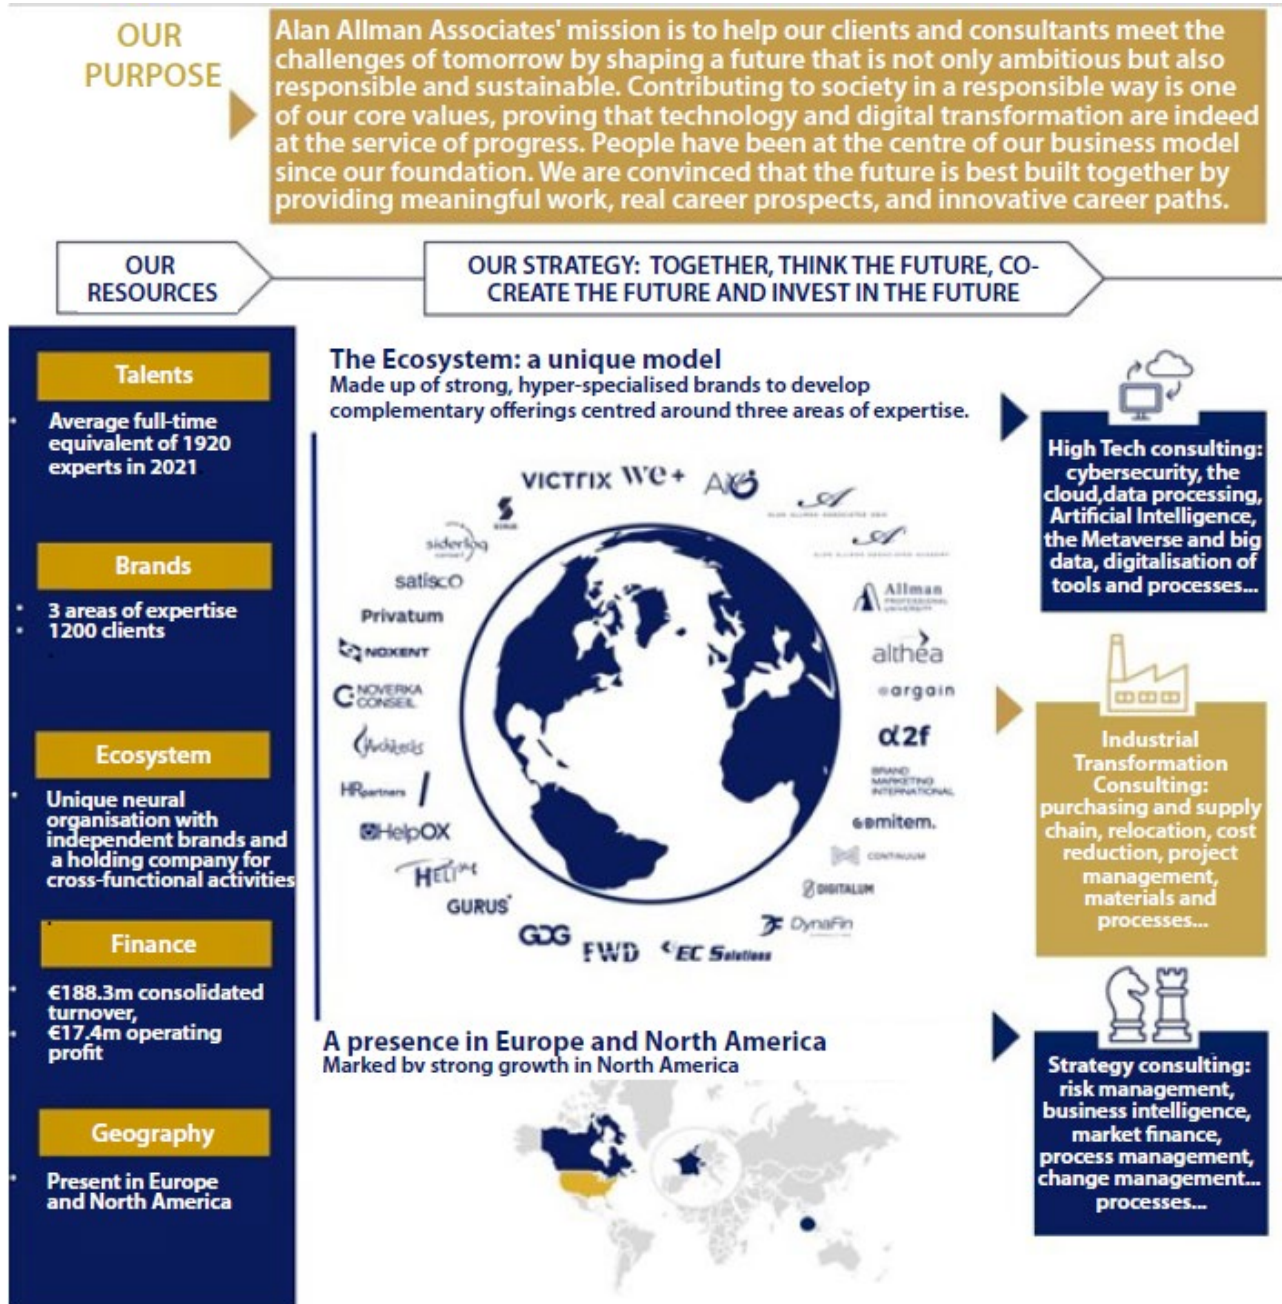 OUR
PURPOSE
Alan Allman Associates' mission is to help our clients and consultants meet the
challenges of tomorrow by shaping a future that is not only ambitious but also
responsible and sustainable. Contributing to society in a responsible way is one
of our core values, proving that technology and digital transformation are indeed
at the service of progress. People have been at the centre of our business model
since our foundation. We are convinced that the future is best built together by
providing meaningful work, real career prospects, and innovative career paths.
OUR
RESOURCES
OUR STRATEGY: TOGETHER, THINK THE FUTURE, CO-
CREATE THE FUTURE AND INVEST IN THE FUTURE
Talents
• Average full-time
equivalent of 1920
experts in 2021.
Brands
• 3 areas of expertise
• 1200 clients
Ecosystem
• Unique neural
organisation with
independent brands and
a holding company for
cross-functional activities
Finance
• €188.3m consolidated
turnover,
• €17.4m operating
profit
Geography
• Present in Europe
and North America
The Ecosystem: a unique model
Made up of strong, hyper-specialised brands to develop
complementary offerings centred around three areas of expertise.
VICTRIX
we+
siderlog
satisco
Privatum
NOXENT
NOVERKA
CONSEIL
HRpartners
HelpOX
GURUS
GDG
FWD
EC Solutions
DynaFin
DIGITALUM
CONTINUUM
BRAND
MARKETING
INTERNATIONAL
α2f
argain
althéa
Allman
PROFESSIONAL
UNIVERSITY
A presence in Europe and North America
Marked by strong growth in North America
High Tech consulting:
cybersecurity, the
cloud,data processing,
Artificial Intelligence,
the Metaverse and big
data, digitalisation of
tools and processes...
Industrial
Transformation
Consulting:
purchasing and supply
chain, relocation, cost
reduction, project
management,
materials and
processes...
Strategy consulting:
risk management,
business intelligence,
market finance,
process management,
change management...
processes...